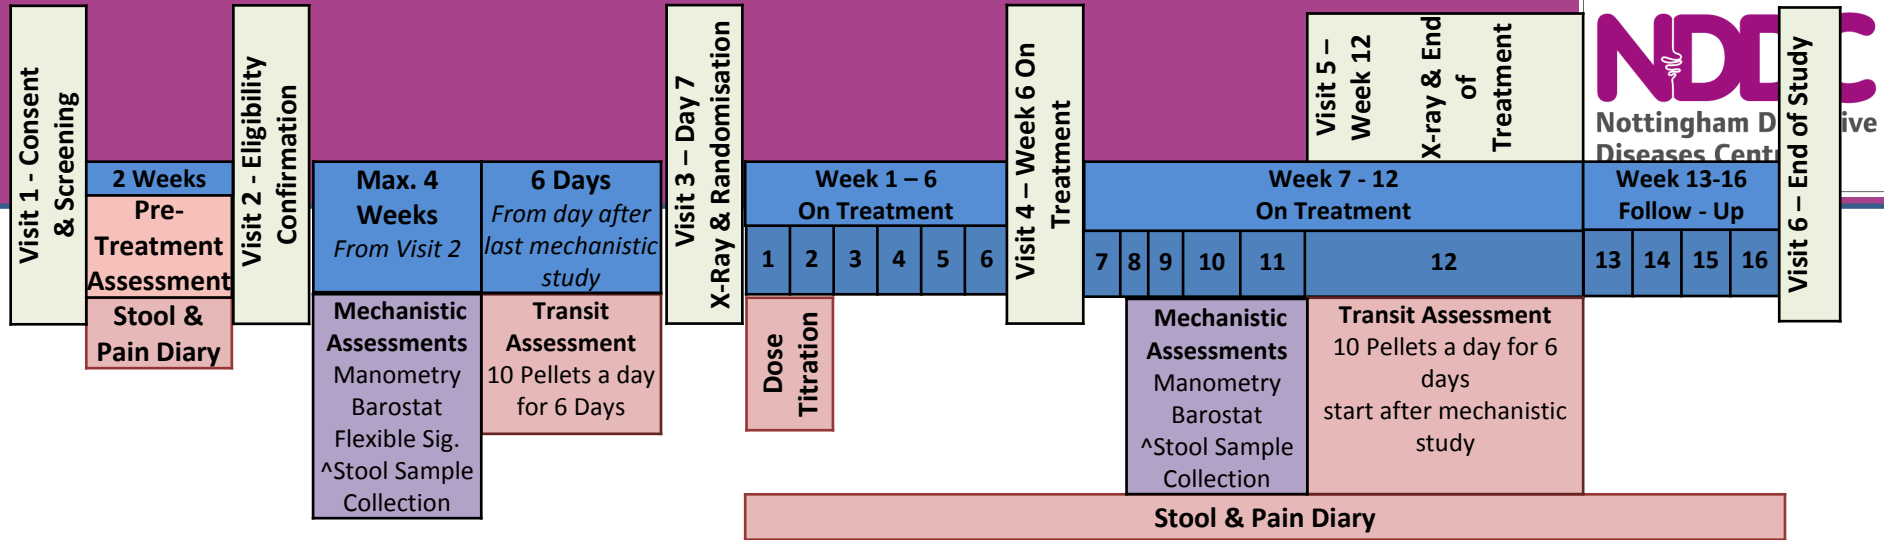 Visit 1 - Consent
& Screening
2 Weeks
Pre-
Treatment
Assessment
Stool &
Pain Diary
Visit 2 - Eligibility
Confirmation
Max. 4
Weeks
From Visit 2
Mechanistic
Assessments
Manometry
Barostat
Flexible Sig.
^Stool Sample
Collection
6 Days
From day after
last mechanistic
study
Transit
Assessment
10 Pellets a day
for 6 Days
Visit 3 – Day 7
X-Ray & Randomisation
Week 1 – 6
On Treatment
1 2 3 4 5 6
Dose
Titration
Visit 4 – Week 6 On
Treatment
Week 7 - 12
On Treatment
7 8 9 10 11 12
Mechanistic
Assessments
Manometry
Barostat
^Stool Sample
Collection
Transit Assessment
10 Pellets a day for 6
days
start after mechanistic
study
Visit 5 –
Week 12
X-ray & End
of
Treatment
Week 13-16
Follow - Up
13 14 15 16
Visit 6 – End of Study
Stool & Pain Diary
NDDC
Nottingham D ive
Diseases Cent